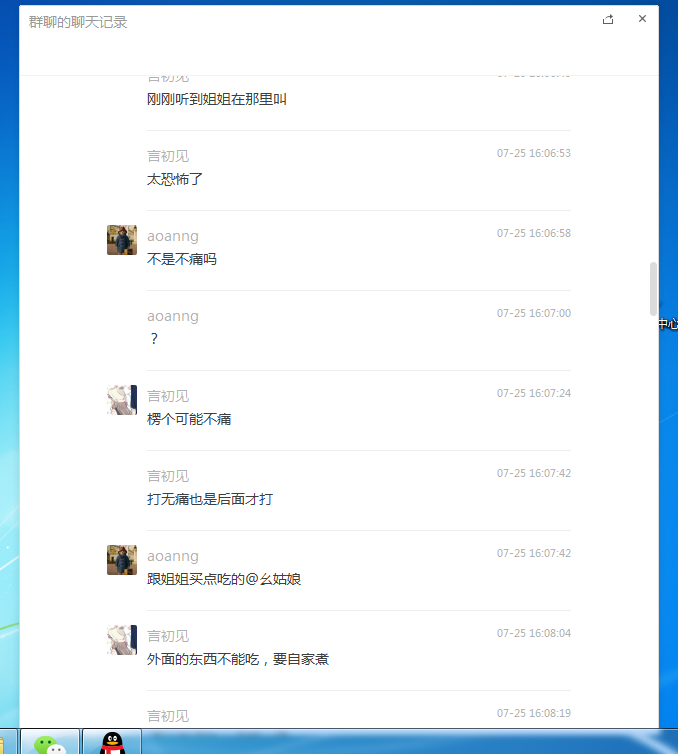 群聊的聊天记录
言初见
刚刚听到姐姐在那里叫
言初见 07-25 16:06:53
太恐怖了
aoanng 07-25 16:06:58
不是不痛吗
aoanng 07-25 16:07:00
？
言初见 07-25 16:07:24
楞个可能不痛
言初见 07-25 16:07:42
打无痛也是后面才打
aoanng 07-25 16:07:42
跟姐姐买点吃的@幺姑娘
言初见 07-25 16:08:04
外面的东西不能吃，要自家煮
言初见 07-25 16:08:19
中心